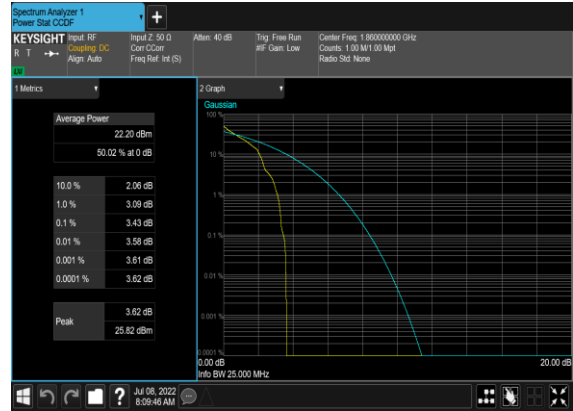 Spectrum Analyzer 1
Power Stat CCDF
KEYSIGHT
R T
LXI
Input: RF
Coupling: DC
Align: Auto
Input Z: 50 Ω
Corr CCorr
Freq Ref: Int (S)
Atten: 40 dB
Trig: Free Run
#IF Gain: Low
Center Freq: 1.860000000 GHz
Counts: 1.00 M/1.00 Mpt
Radio Std: None
1 Metrics
Average Power
22.20 dBm
50.02 % at 0 dB
10.0 % 2.06 dB
1.0 % 3.09 dB
0.1 % 3.43 dB
0.01 % 3.58 dB
0.001 % 3.61 dB
0.0001 % 3.62 dB
Peak
3.62 dB
25.82 dBm
2 Graph
Gaussian
100 %
10 %
1 %
0.1 %
0.01 %
0.001 %
0.0001 %
0.00 dB
20.00 dB
Info BW 25.000 MHz
?
Jul 08, 2022
8:09:46 AM